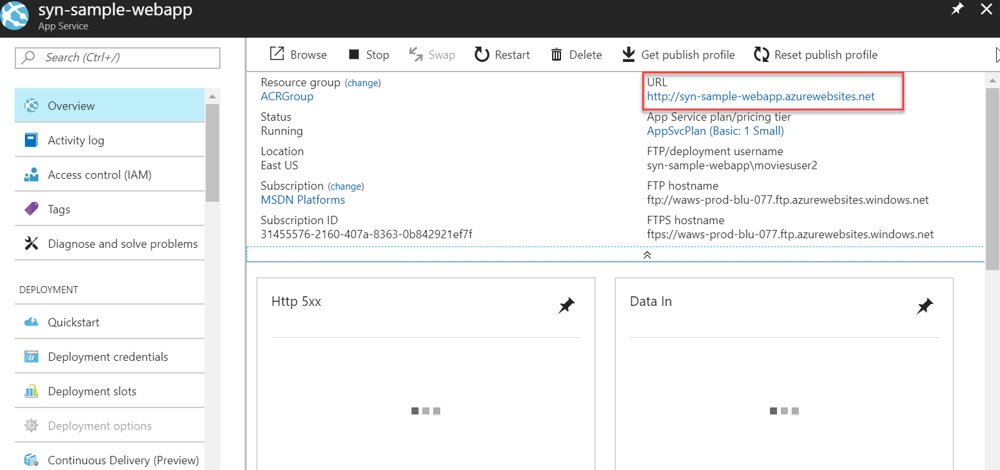 syn-sample-webapp
App Service
Search (Ctrl+/)
Overview
Activity log
Access control (IAM)
Tags
Diagnose and solve problems
DEPLOYMENT
Quickstart
Deployment credentials
Deployment slots
Deployment options
Continuous Delivery (Preview)
Browse Stop Swap Restart Delete Get publish profile Reset publish profile
Resource group (change)
ACRGroup
Status
Running
Location
East US
Subscription (change)
MSDN Platforms
Subscription ID
31455576-2160-407a-8363-0b842921ef7f
URL
http://syn-sample-webapp.azurewebsites.net
App Service plan/pricing tier
AppSvcPlan (Basic: 1 Small)
FTP/deployment username
syn-sample-webapp\moviesuser2
FTP hostname
ftp://waws-prod-blu-077.ftp.azurewebsites.windows.net
FTPS hostname
ftps://waws-prod-blu-077.ftp.azurewebsites.windows.net
Http 5xx
Data In